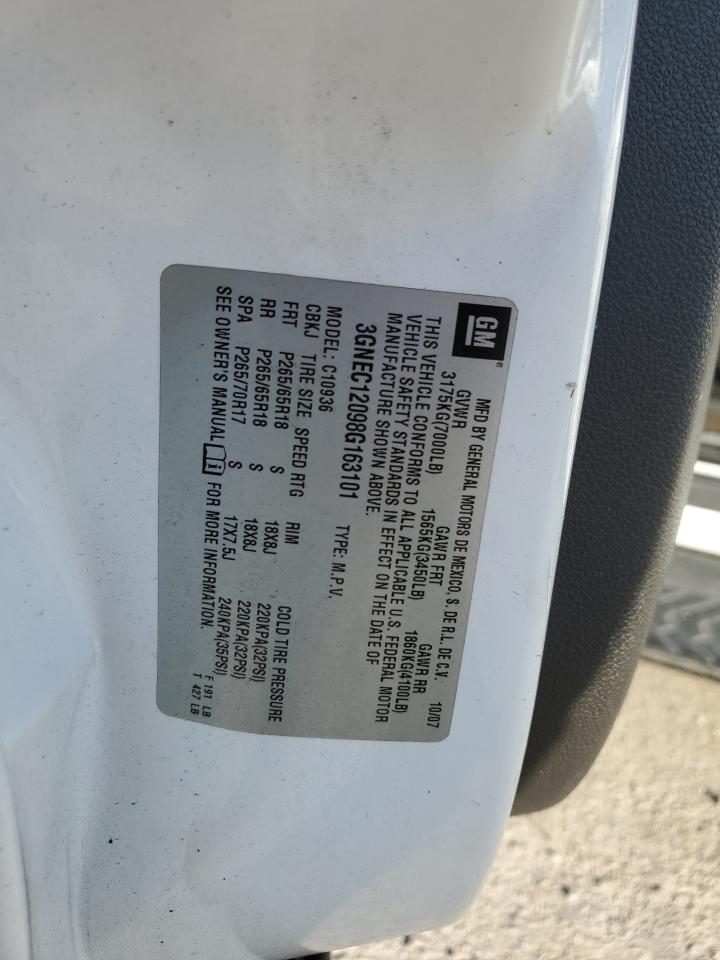 GM
MFD BY GENERAL MOTORS DE MEXICO, S. DE R.L. DE C.V. 10/07
GVWR GAWR FRT GAWR RR
3175KG(7000LB) 1565KG(3450LB) 1860KG(4100LB)
THIS VEHICLE CONFORMS TO ALL APPLICABLE U.S. FEDERAL MOTOR
VEHICLE SAFETY STANDARDS IN EFFECT ON THE DATE OF
MANUFACTURE SHOWN ABOVE.
3GNEC12098G163101 TYPE: M.P.V.
MODEL: C10936
CBKJ TIRE SIZE SPEED RTG RIM COLD TIRE PRESSURE
FRT P265/65R18 S 18X8J 220KPA(32PSI)
RR P265/65R18 S 18X8J 220KPA(32PSI)
SPA P265/70R17 S 17X7.5J 240KPA(35PSI)
SEE OWNER'S MANUAL i FOR MORE INFORMATION.
F 191 LB
T 427 LB